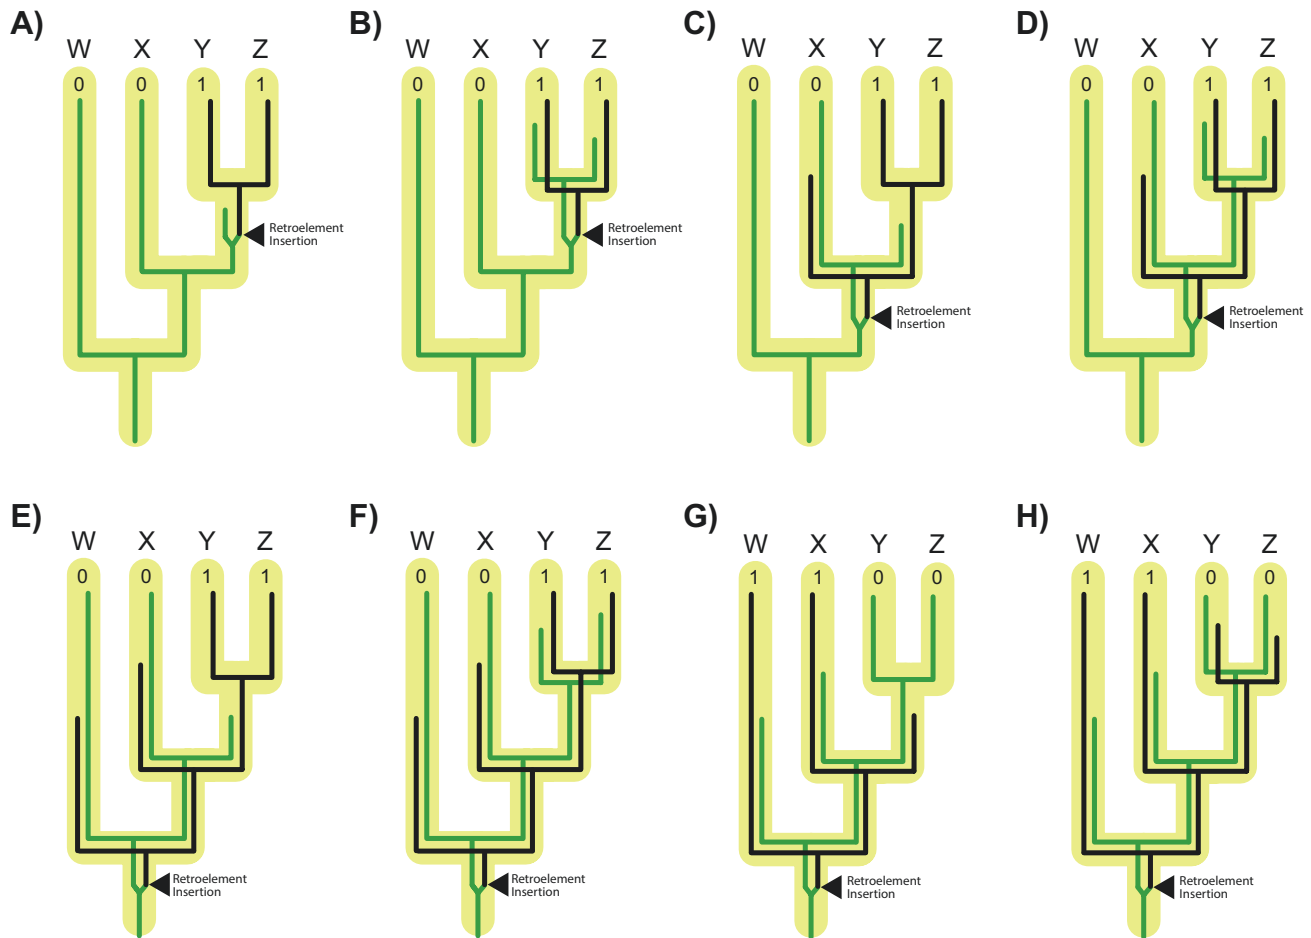 A) B) C) D)
W X Y Z W X Y Z W X Y Z W X Y Z
0 0 1 1 0 0 1 1 0 0 1 1 0 0 1 1
Retroelement
Insertion
Retroelement
Insertion
Retroelement
Insertion
Retroelement
Insertion
E) F) G) H)
W X Y Z W X Y Z W X Y Z W X Y Z
0 0 1 1 0 0 1 1 1 1 0 0 1 1 0 0
Retroelement
Insertion
Retroelement
Insertion
Retroelement
Insertion
Retroelement
Insertion